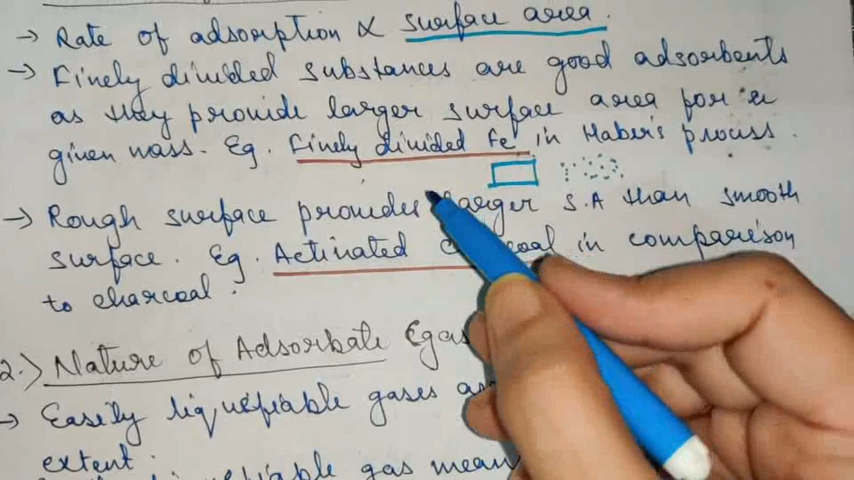 → Rate of adsorption ∝ surface area.
→ Finely divided substances are good adsorbents
as they provide larger surface area for a
given mass. Eg. Finely divided Fe in Haber's process.
→ Rough surface provides larger S.A than smooth
surface. Eg. Activated in comparison
to charcoal.
2.) Nature of Adsorbate (gas
→ Easily liquefiable gases
extent.
gas